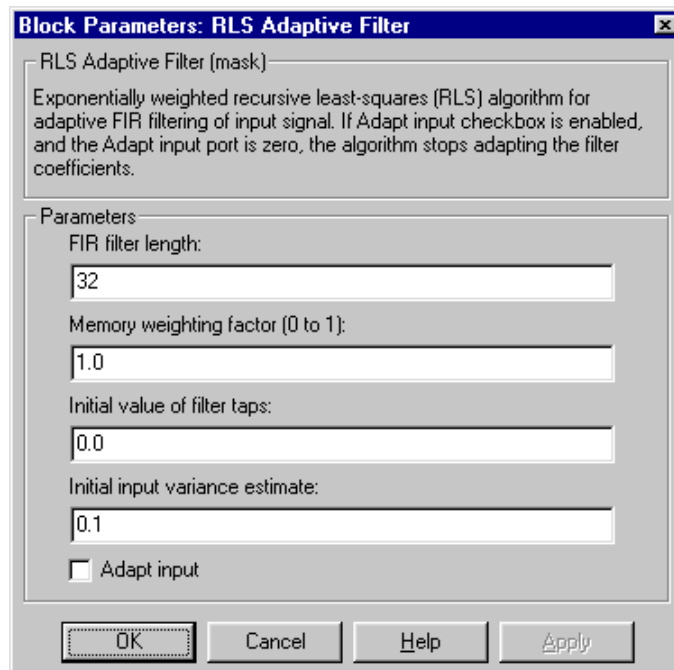 Block Parameters: RLS Adaptive Filter
RLS Adaptive Filter (mask)
Exponentially weighted recursive least-squares (RLS) algorithm for
adaptive FIR filtering of input signal. If Adapt input checkbox is enabled,
and the Adapt input port is zero, the algorithm stops adapting the filter
coefficients.
Parameters
FIR filter length:
32
Memory weighting factor (0 to 1):
1.0
Initial value of filter taps:
0.0
Initial input variance estimate:
0.1
Adapt input
OK Cancel Help Apply